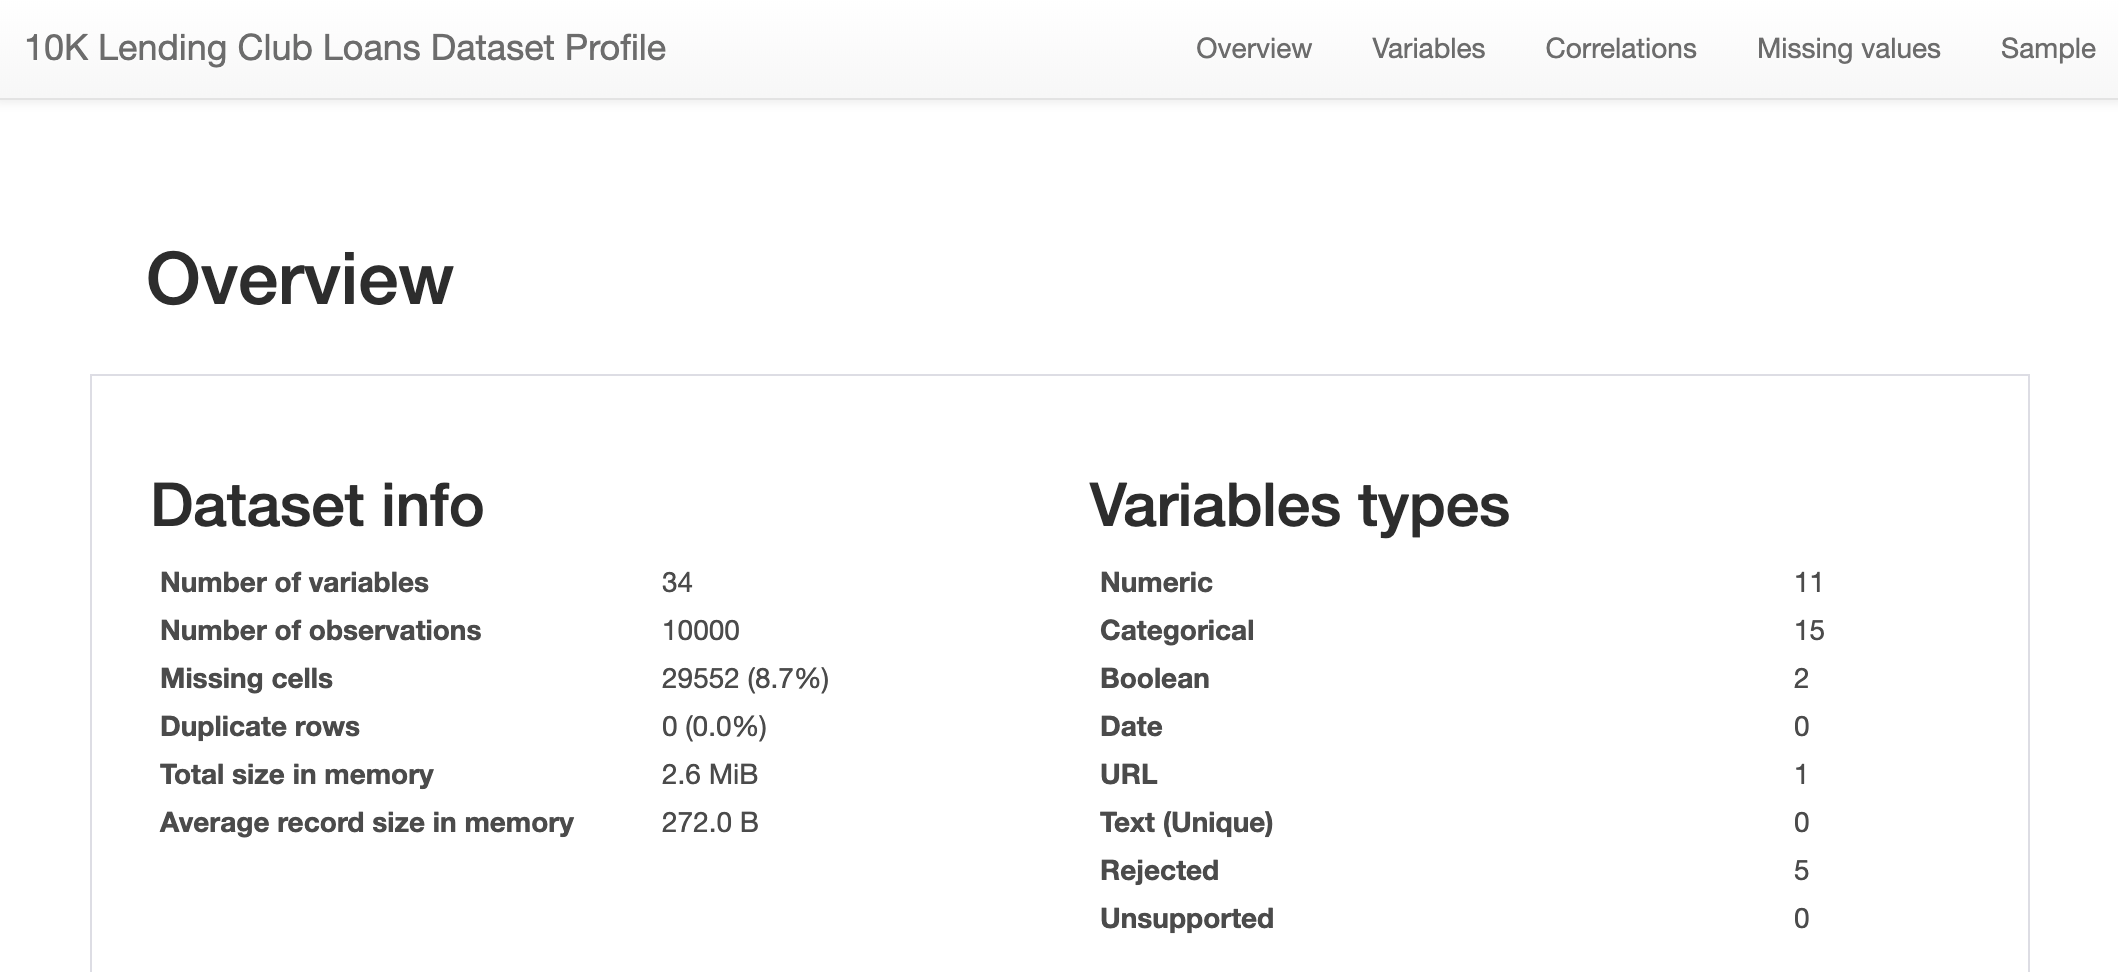 10K Lending Club Loans Dataset Profile Overview Variables Correlations Missing values Sample
Overview
Dataset info
Number of variables 34
Number of observations 10000
Missing cells 29552 (8.7%)
Duplicate rows 0 (0.0%)
Total size in memory 2.6 MiB
Average record size in memory 272.0 B
Variables types
Numeric 11
Categorical 15
Boolean 2
Date 0
URL 1
Text (Unique) 0
Rejected 5
Unsupported 0